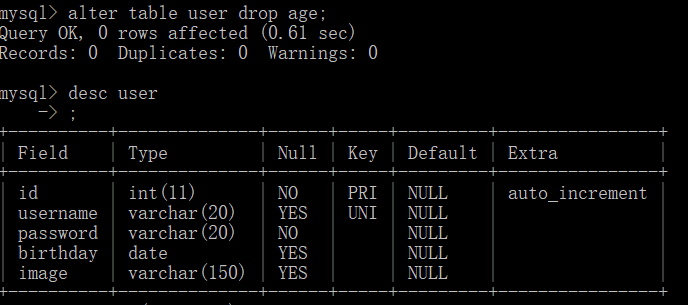 mysql> alter table user drop age;
Query OK, 0 rows affected (0.61 sec)
Records: 0  Duplicates: 0  Warnings: 0

mysql> desc user
    -> ;
+----------+--------------+------+-----+---------+----------------+
| Field    | Type         | Null | Key | Default | Extra          |
+----------+--------------+------+-----+---------+----------------+
| id       | int(11)      | NO   | PRI | NULL    | auto_increment |
| username | varchar(20)  | YES  | UNI | NULL    |                |
| password | varchar(20)  | NO   |     | NULL    |                |
| birthday | date         | YES  |     | NULL    |                |
| image    | varchar(150) | YES  |     | NULL    |                |
+----------+--------------+------+-----+---------+----------------+